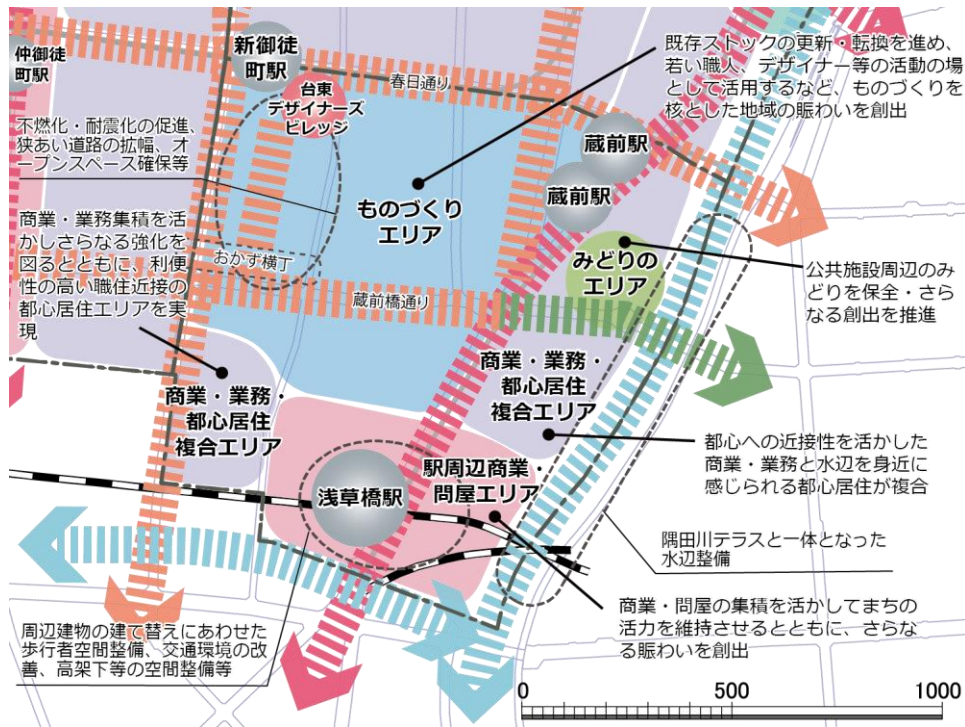 仲御徒
町駅
新御徒
町駅
台東
デザイナーズ
ビレッジ
春日通り
既存ストックの更新・転換を進め、
若い職人、デザイナー等の活動の場
として活用するなど、ものづくりを
核とした地域の賑わいを創出
不燃化・耐震化の促進、
狭あい道路の拡幅、オ
ープンスペース確保等
蔵前駅
蔵前駅
ものづくり
エリア
商業・業務集積を活
かしさらなる強化を
図るとともに、利便
性の高い職住近接の
都心居住エリアを実
現
おかず横丁
蔵前橋通り
みどりの
エリア
公共施設周辺のみ
どりを保全・さら
なる創出を推進
商業・業務・
都心居住
複合エリア
商業・業務・
都心居住
複合エリア
都心への近接性を活かした
商業・業務と水辺を身近に
感じられる都心居住が複合
駅周辺商業・
問屋エリア
浅草橋駅
隅田川テラスと一体となった
水辺整備
商業・問屋の集積を活かしてまちの
活力を維持させるとともに、さらな
る賑わいを創出
周辺建物の建て替えにあわせた
歩行者空間整備、交通環境の改
善、高架下等の空間整備等
0 500 1000